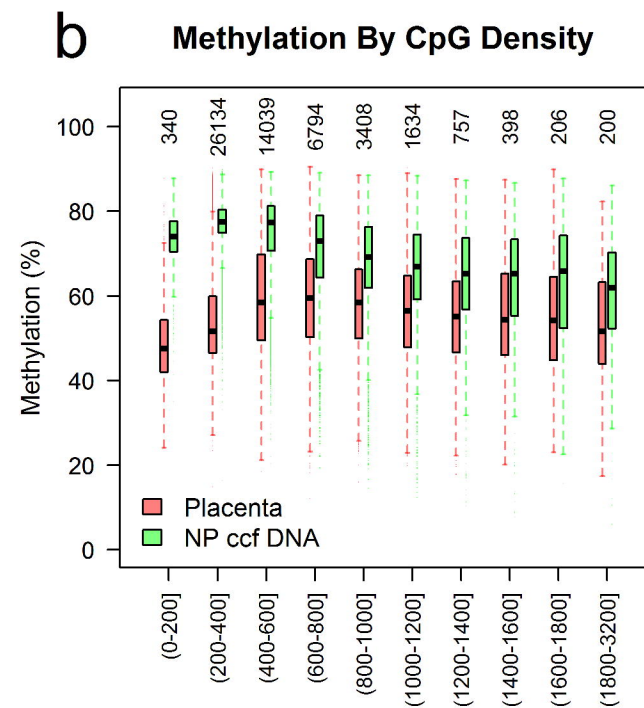 b
Methylation By CpG Density
340 26134 14039 6794 3408 1634 757 398 206 200
Methylation (%)
100
80
60
40
20
0
Placenta
NP ccf DNA
(0-200] (200-400] (400-600] (600-800] (800-1000] (1000-1200] (1200-1400] (1400-1600] (1600-1800] (1800-3200]